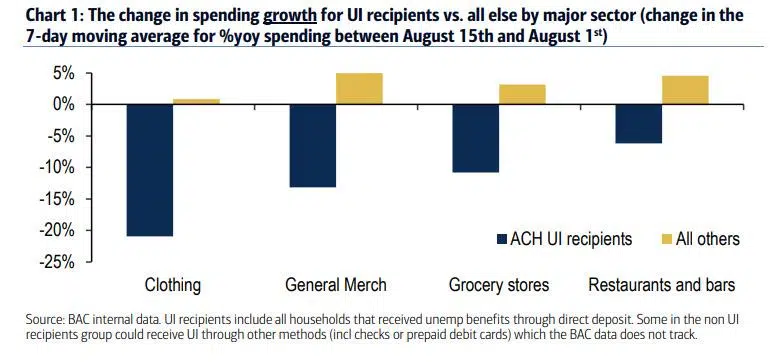 Chart 1: The change in spending growth for UI recipients vs. all else by major sector (change in the
7-day moving average for %yoy spending between August 15th and August 1st)
5%
0%
-5%
-10%
-15%
-20%
-25%
ACH UI recipients
All others
Clothing
General Merch
Grocery stores
Restaurants and bars
Source: BAC internal data. UI recipients include all households that received unemp benefits through direct deposit. Some in the non UI
recipients group could receive UI through other methods (incl checks or prepaid debit cards) which the BAC data does not track.